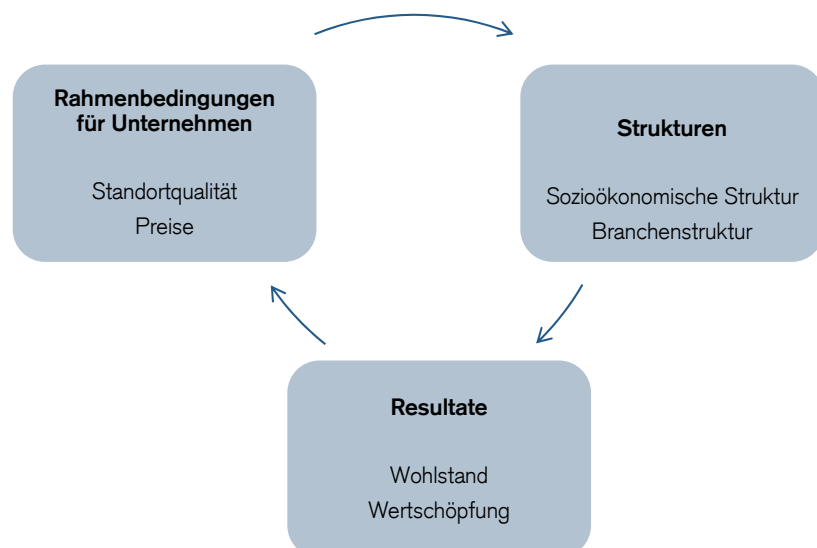 Rahmenbedingungen
für Unternehmen
Standortqualität
Preise
Strukturen
Sozioökonomische Struktur
Branchenstruktur
Resultate
Wohlstand
Wertschöpfung